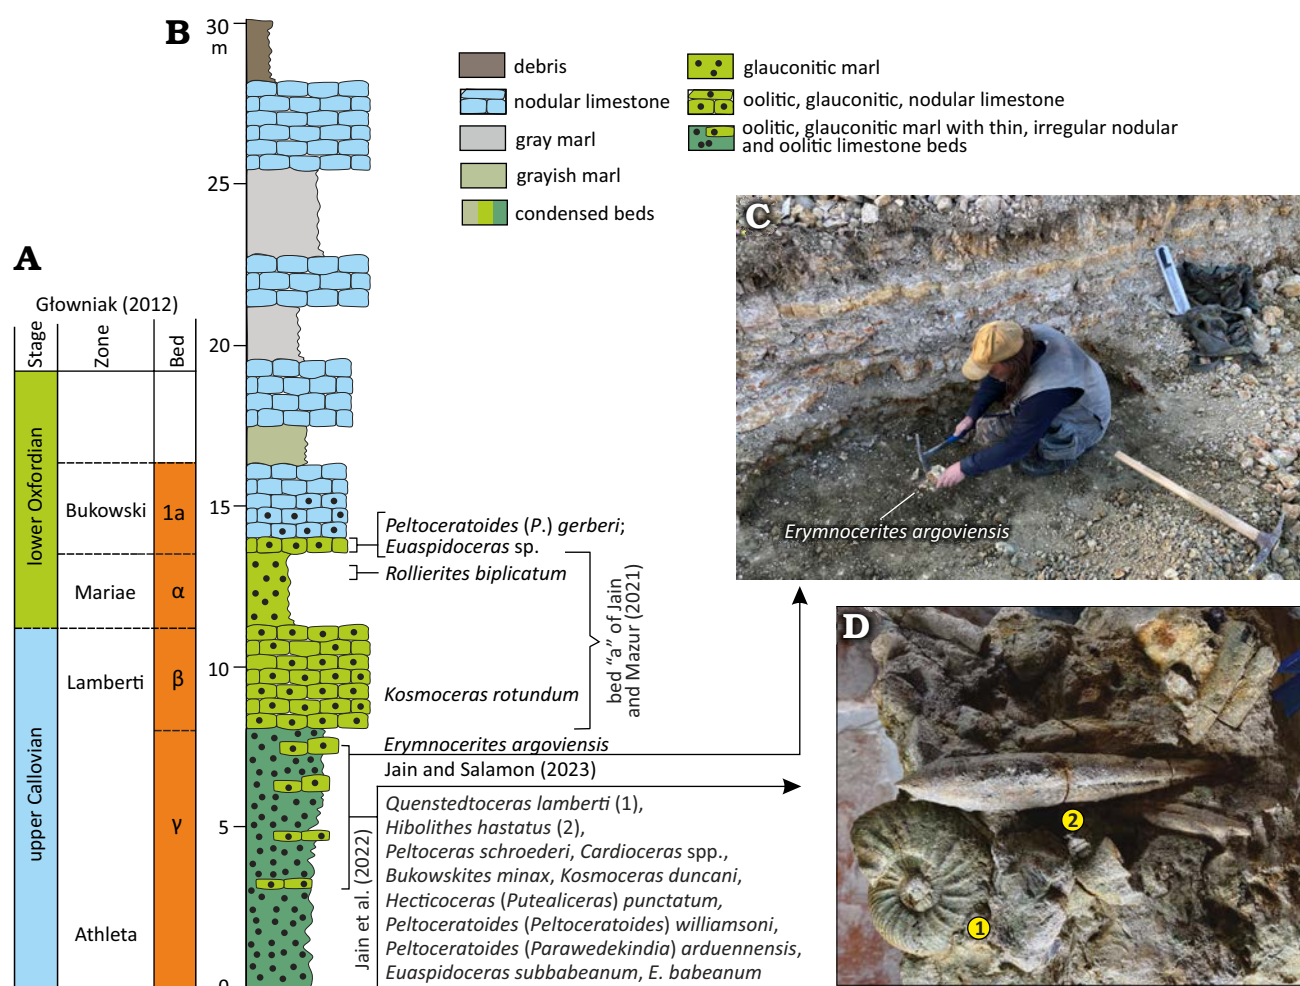 B
30
m
25
20
15
10
5
0
debris
nodular limestone
gray marl
grayish marl
condensed beds
glauconitic marl
oolitic, glauconitic, nodular limestone
oolitic, glauconitic marl with thin, irregular nodular
and oolitic limestone beds
A
Głowniak (2012)
Stage
Zone
Bed
lower Oxfordian
upper Callovian
Bukowski
Mariae
Lamberti
Athleta
1a
α
β
γ
Peltoceratoides (P.) gerberi;
Euaspidoceras sp.
Rollierites biplicatum
bed “a” of Jain
and Mazur (2021)
Kosmoceras rotundum
Erymnocerites argoviensis
Jain and Salamon (2023)
Jain et al. (2022)
Quenstedtoceras lamberti (1),
Hibolithes hastatus (2),
Peltoceras schroederi, Cardioceras spp.,
Bukowskites minax, Kosmoceras duncani,
Hecticoceras (Putealiceras) punctatum,
Peltoceratoides (Peltoceratoides) williamsoni,
Peltoceratoides (Parawedekindia) arduennensis,
Euaspidoceras subbabeanum, E. babeanum
C
Erymnocerites argoviensis
D
2
1